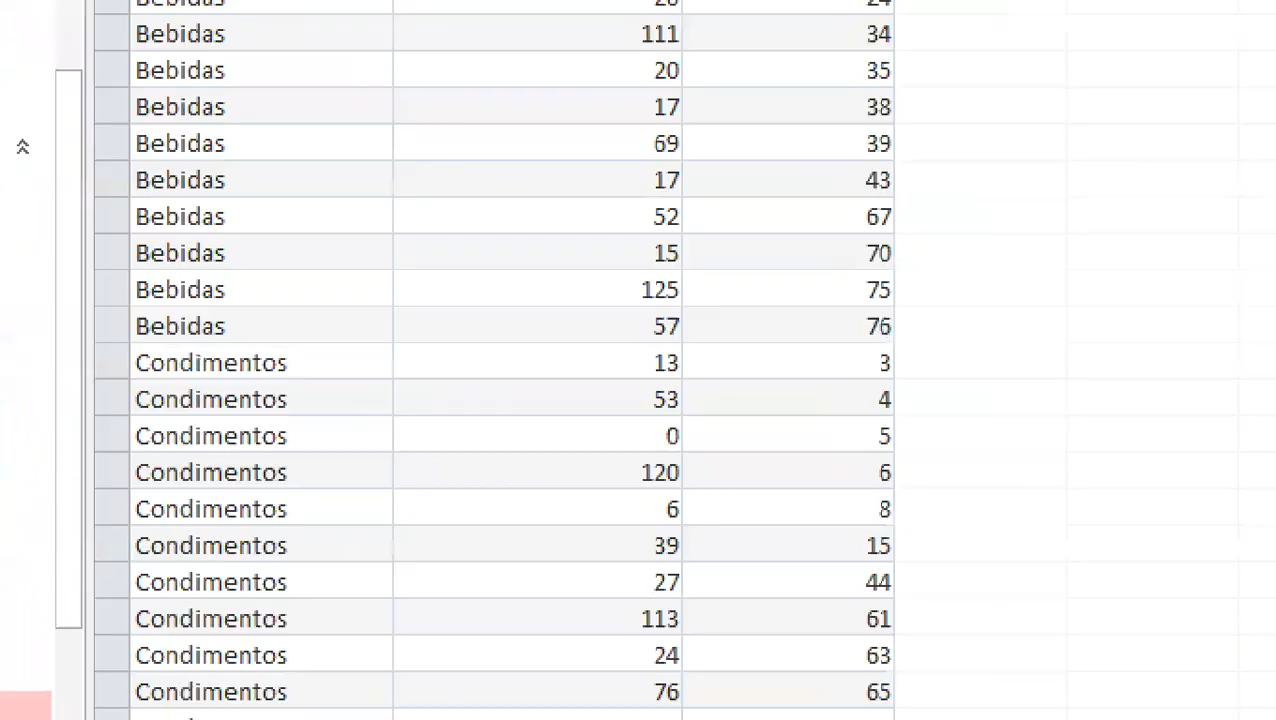 Bebidas 20 24
Bebidas 111 34
Bebidas 20 35
Bebidas 17 38
Bebidas 69 39
Bebidas 17 43
Bebidas 52 67
Bebidas 15 70
Bebidas 125 75
Bebidas 57 76
Condimentos 13 3
Condimentos 53 4
Condimentos 0 5
Condimentos 120 6
Condimentos 6 8
Condimentos 39 15
Condimentos 27 44
Condimentos 113 61
Condimentos 24 63
Condimentos 76 65